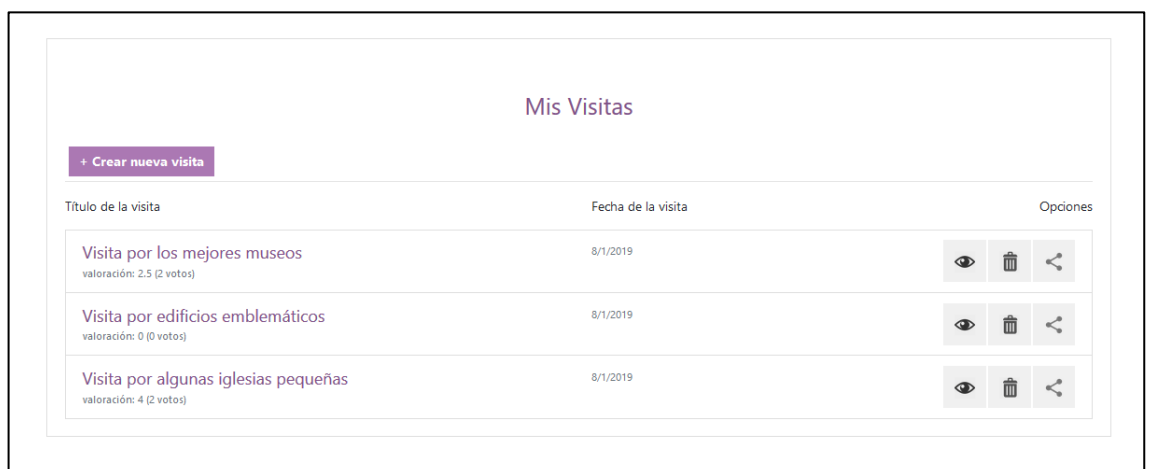 Mis Visitas
+ Crear nueva visita
Título de la visita Fecha de la visita Opciones
Visita por los mejores museos 8/1/2019
valoración: 2.5 (2 votos)
Visita por edificios emblemáticos 8/1/2019
valoración: 0 (0 votos)
Visita por algunas iglesias pequeñas 8/1/2019
valoración: 4 (2 votos)